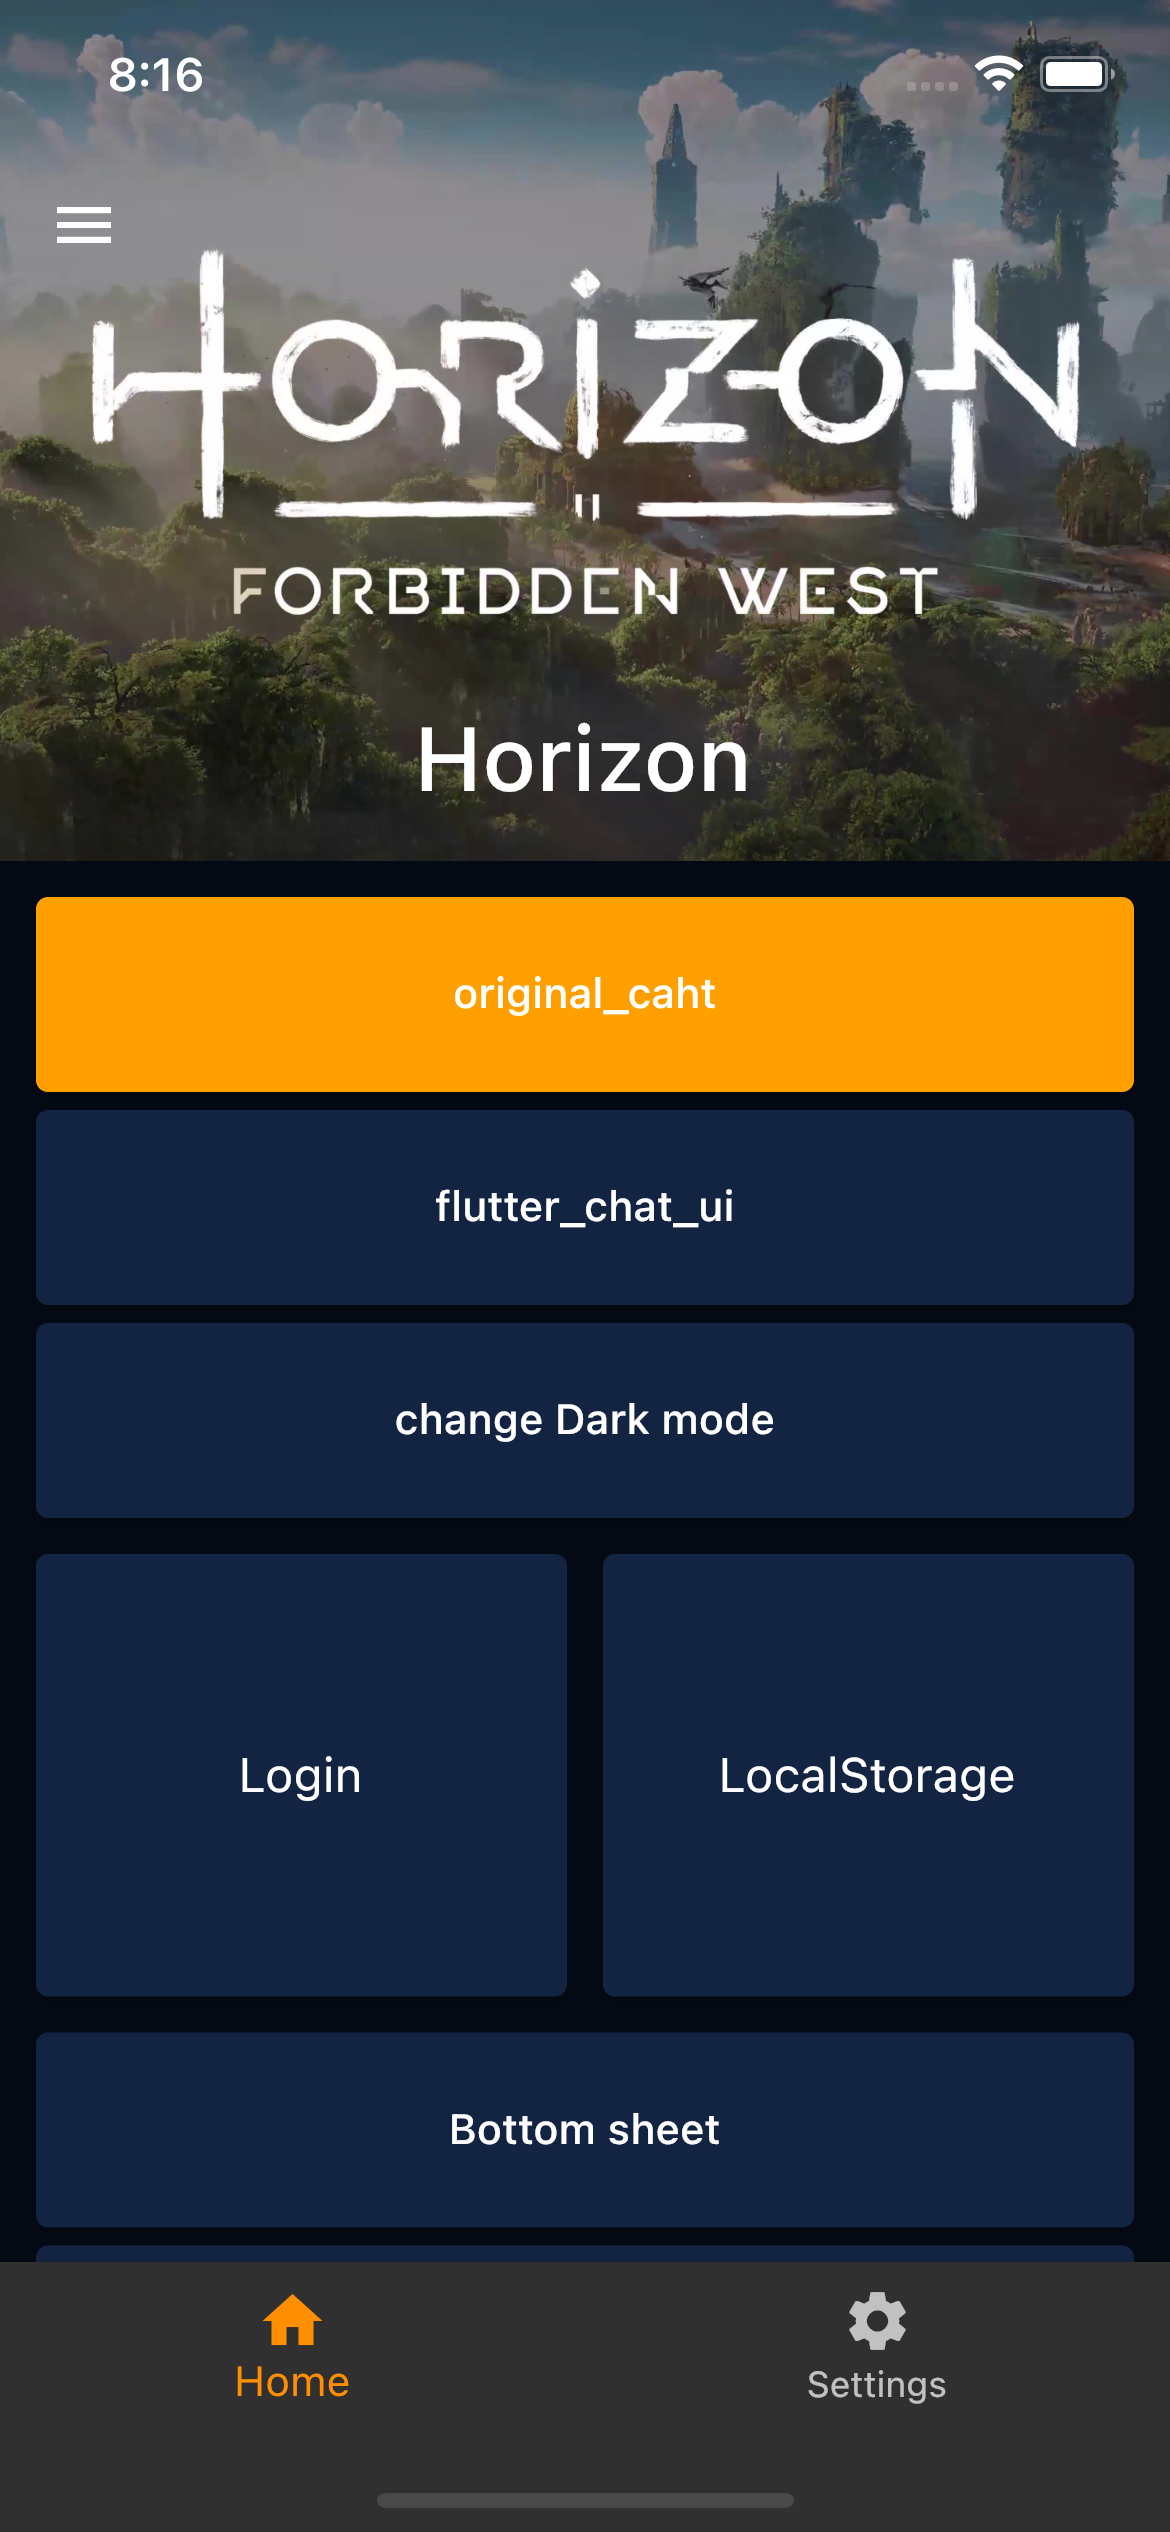 8:16
HORIZON
II
FORBIDDEN WEST
Horizon
original_caht
flutter_chat_ui
change Dark mode
Login
LocalStorage
Bottom sheet
Home
Settings